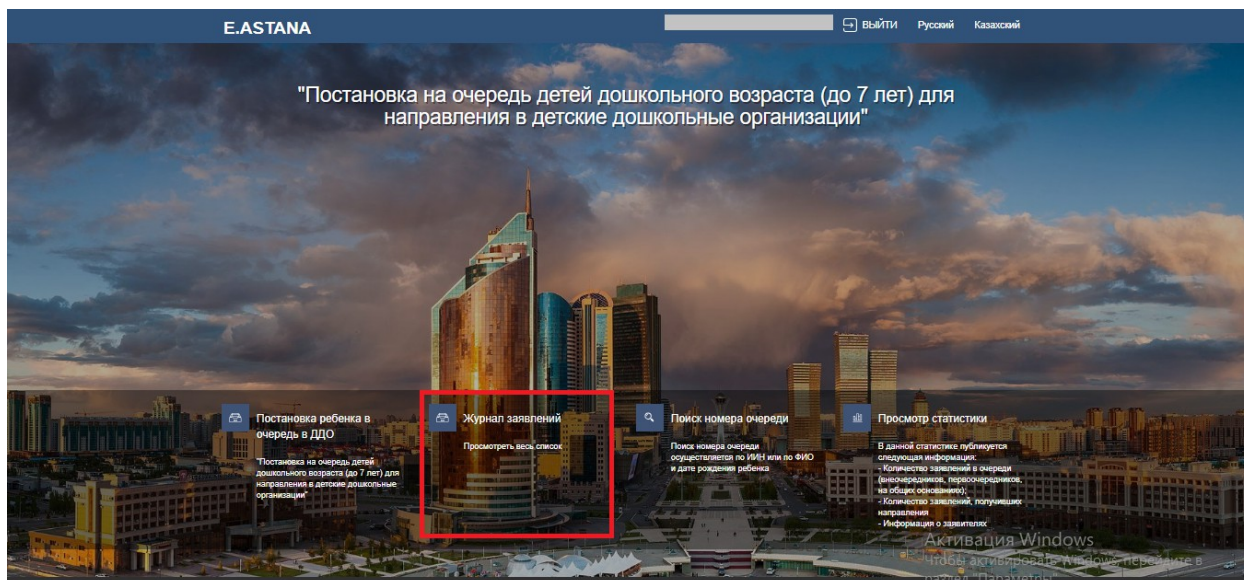 E.ASTANA
ВЫЙТИ Русский Казахский
"Постановка на очередь детей дошкольного возраста (до 7 лет) для
направления в детские дошкольные организации"
Постановка ребенка в
очередь в ДДО
"Постановка на очередь детей
дошкольного возраста (до 7 лет) для
направления в детские дошкольные
организации"
Журнал заявлений
Просмотреть весь список
Поиск номера очереди
Поиск номера очереди
осуществляется по ИИН или по ФИО
и дате рождения ребенка
Просмотр статистики
В данной статистике публикуется
следующая информация:
- Количество заявлений в очереди
(внеочередников, первоочередников,
на общих основаниях);
- Количество заявлений, получивших
направления
- Информация о заявителях
Активация Windows
Чтобы активировать Windows, перейдите в
раздел "Параметры".